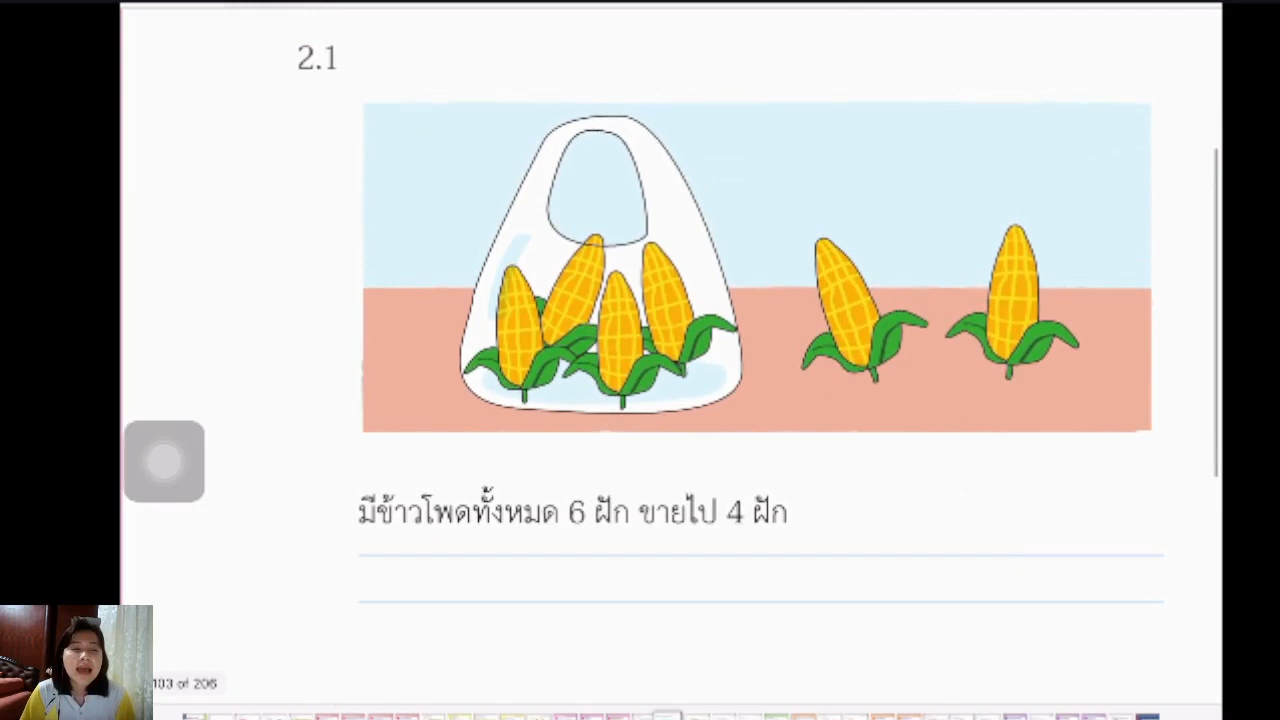 2.1
มีข้าวโพดทั้งหมด 6 ฝัก ขายไป 4 ฝัก
103 of 206